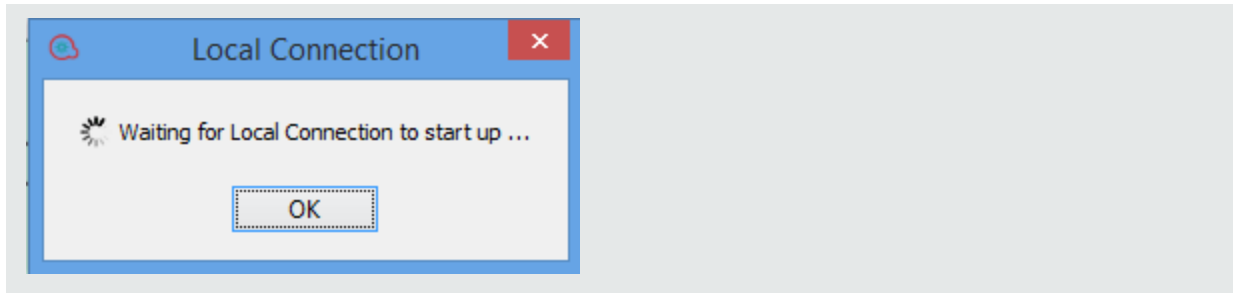 Local Connection
Waiting for Local Connection to start up ...
OK